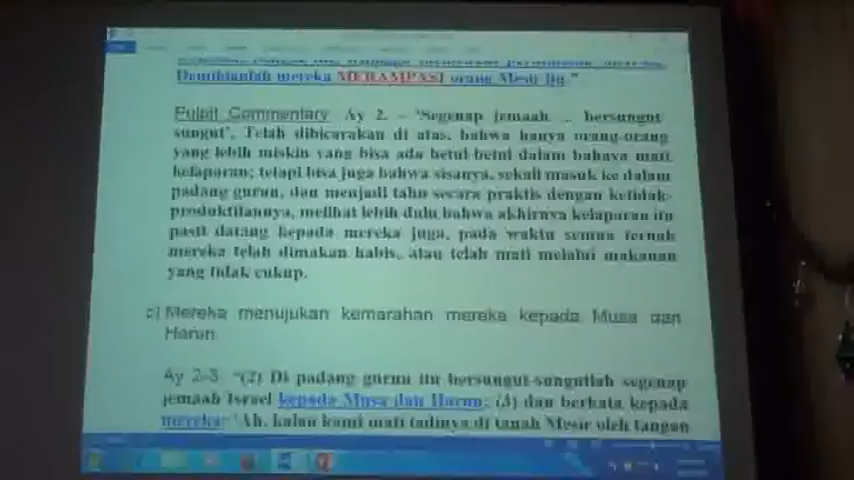 Demikianlah mereka MERAMPASI orang Mesir itu."
Pulpit Commentary: Ay 2. - 'Segenap jemaah ... bersungut-
sungut'. Telah dibicarakan di atas, bahwa hanya orang-orang
yang lebih miskin yang bisa ada betul-betul dalam bahaya mati
kelaparan; tetapi bisa juga bahwa sisanya, sekali masuk ke dalam
padang gurun, dan menjadi tahu secara praktis dengan ketidak-
produktifannya, melihat lebih dulu bahwa akhirnya kelaparan itu
pasti datang kepada mereka juga, pada waktu semua ternak
mereka telah dimakan habis, atau telah mati melalui makanan
yang tidak cukup.
c) Mereka menujukan kemarahan mereka kepada Musa dan
Harun.
Ay 2-3: "(2) Di padang gurun itu bersungut-sungutlah segenap
jemaah Israel kepada Musa dan Harun; (3) dan berkata kepada
mereka: 'Ah, kalau kami mati tadinya di tanah Mesir oleh tangan